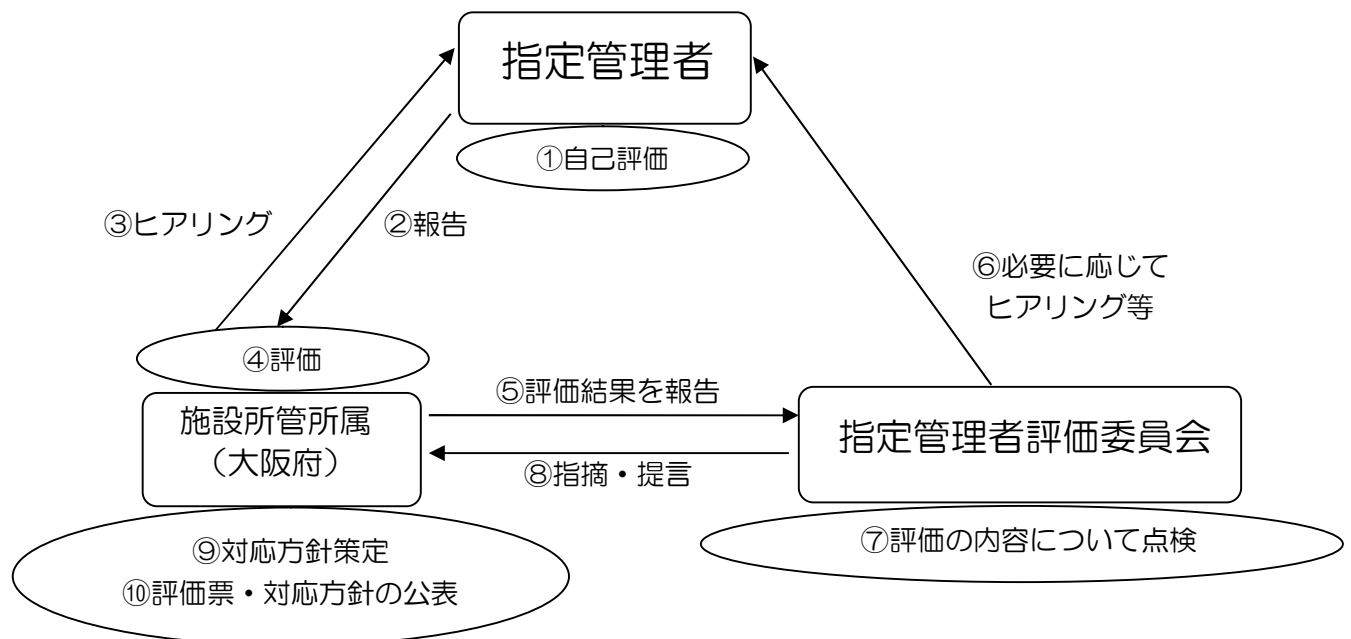 指定管理者
①自己評価
③ヒアリング
②報告
⑥必要に応じて
ヒアリング等
④評価
⑤評価結果を報告
施設所管所属
（大阪府）
指定管理者評価委員会
⑧指摘・提言
⑨対応方針策定
⑩評価票・対応方針の公表
⑦評価の内容について点検